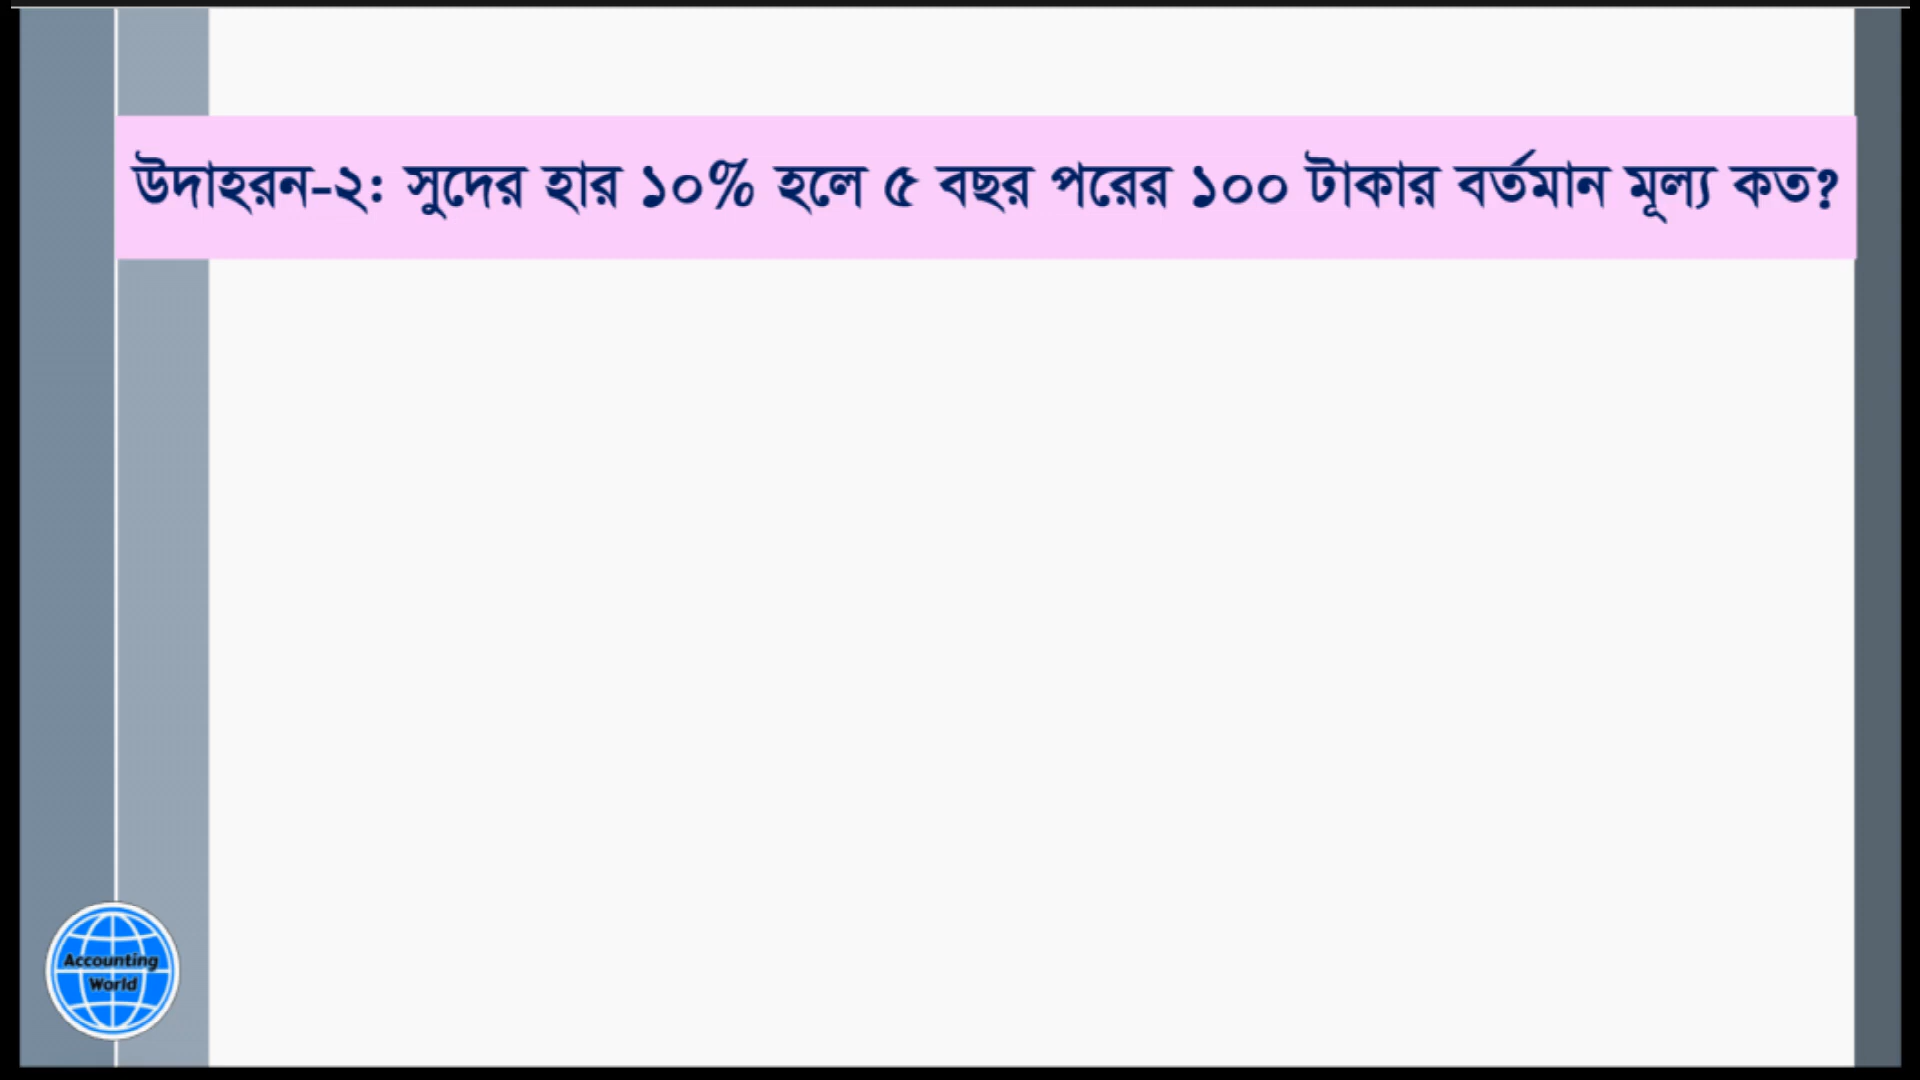 উদাহরন-২: সুদের হার ১০% হলে ৫ বছর পরের ১০০ টাকার বর্তমান মূল্য কত?
Accounting
World